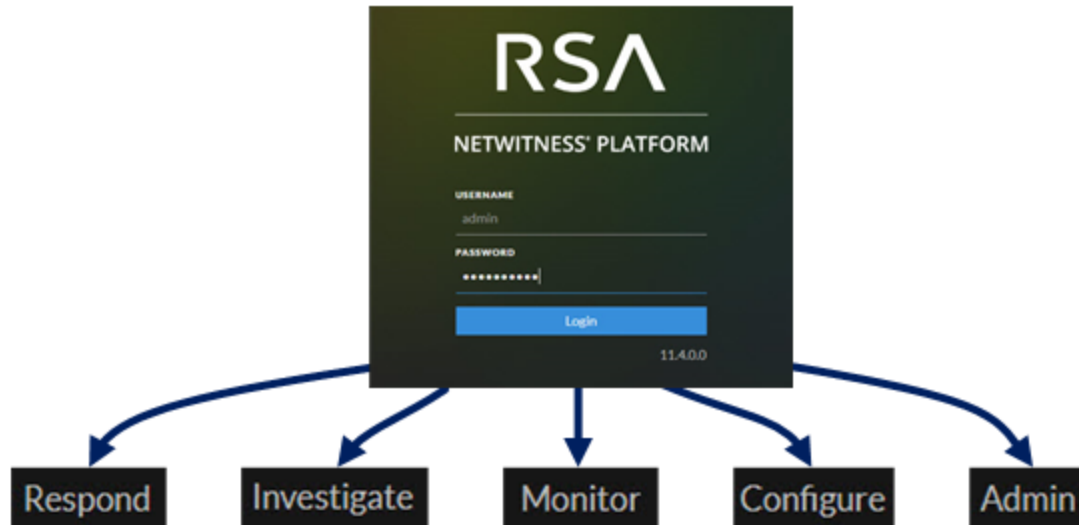 RSA
NETWITNESS® PLATFORM
USERNAME
admin
PASSWORD
••••••••••
Login
11.4.0.0
Respond
Investigate
Monitor
Configure
Admin